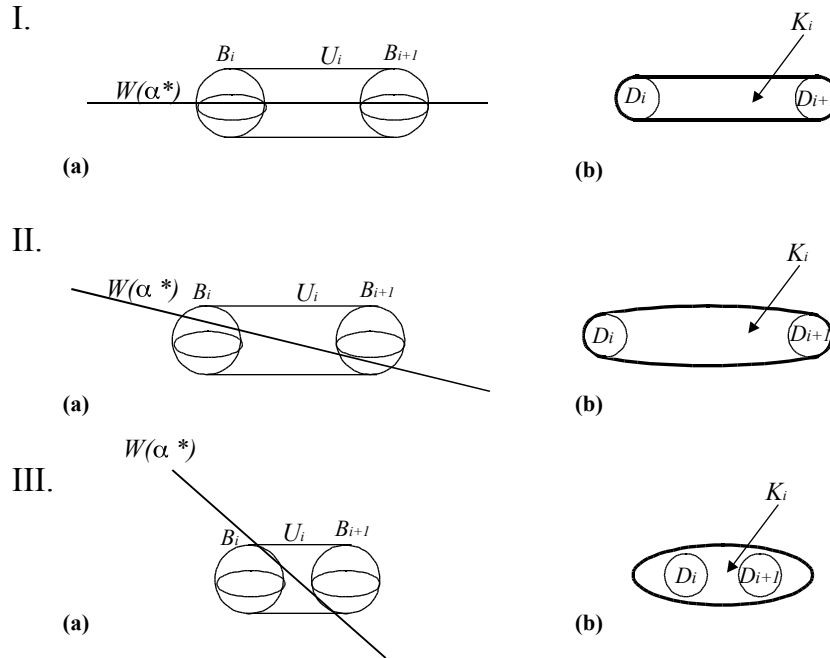 I.
Bi Ui Bi+1
W(α*)
Ki
Di Di+
(a) (b)
II.
W(α *) Bi Ui Bi+1
Ki
Di Di+1
(a) (b)
W(α *)
III.
Bi Ui Bi+1
Ki
Di Di+1
(a) (b)